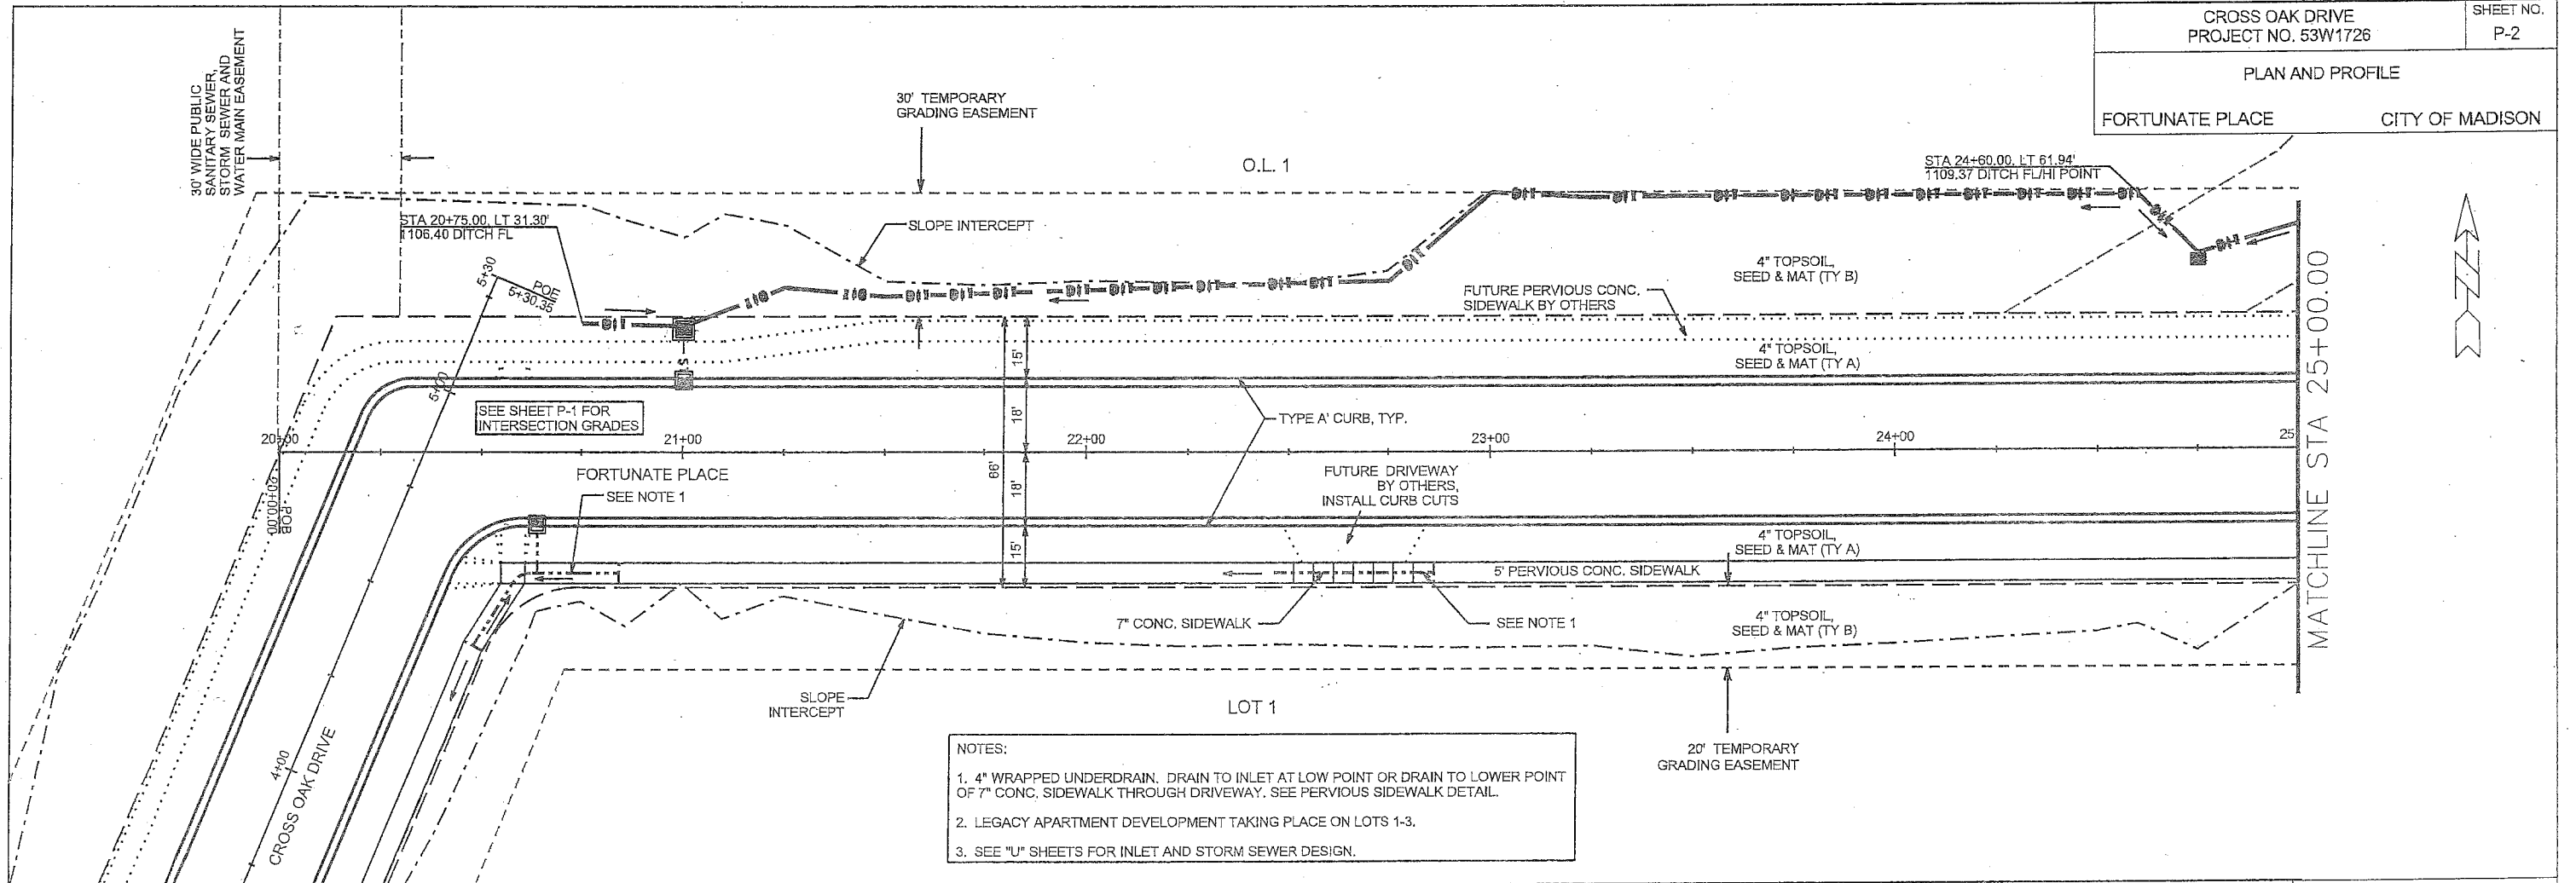 CROSS OAK DRIVE
PROJECT NO. 53W1726
SHEET NO.
P-2
PLAN AND PROFILE
FORTUNATE PLACE
CITY OF MADISON
30' WIDE PUBLIC
SANITARY SEWER,
STORM SEWER AND
WATER MAIN EASEMENT
30' TEMPORARY
GRADING EASEMENT
O.L. 1
STA 24+60.00, LT 61.94'
1109.37 DITCH FL/HI POINT
STA 20+75.00, LT 31.30'
1106.40 DITCH FL
SLOPE INTERCEPT
5+30
POE
5+30.35
4" TOPSOIL,
SEED & MAT (TY B)
FUTURE PERVIOUS CONC.
SIDEWALK BY OTHERS
15'
4" TOPSOIL,
SEED & MAT (TY A)
5+00
SEE SHEET P-1 FOR
INTERSECTION GRADES
18'
TYPE 'A' CURB, TYP.
20+00
21+00
22+00
23+00
24+00
25
MATCHLINE STA 25+00.00
POB
20+00.00
FORTUNATE PLACE
SEE NOTE 1
66'
18'
FUTURE DRIVEWAY
BY OTHERS,
INSTALL CURB CUTS
15'
4" TOPSOIL,
SEED & MAT (TY A)
5' PERVIOUS CONC. SIDEWALK
7" CONC. SIDEWALK
SEE NOTE 1
4" TOPSOIL,
SEED & MAT (TY B)
SLOPE
INTERCEPT
LOT 1
20' TEMPORARY
GRADING EASEMENT
4+00
CROSS OAK DRIVE
NOTES:
1. 4" WRAPPED UNDERDRAIN. DRAIN TO INLET AT LOW POINT OR DRAIN TO LOWER POINT
OF 7" CONC. SIDEWALK THROUGH DRIVEWAY. SEE PERVIOUS SIDEWALK DETAIL.
2. LEGACY APARTMENT DEVELOPMENT TAKING PLACE ON LOTS 1-3.
3. SEE "U" SHEETS FOR INLET AND STORM SEWER DESIGN.